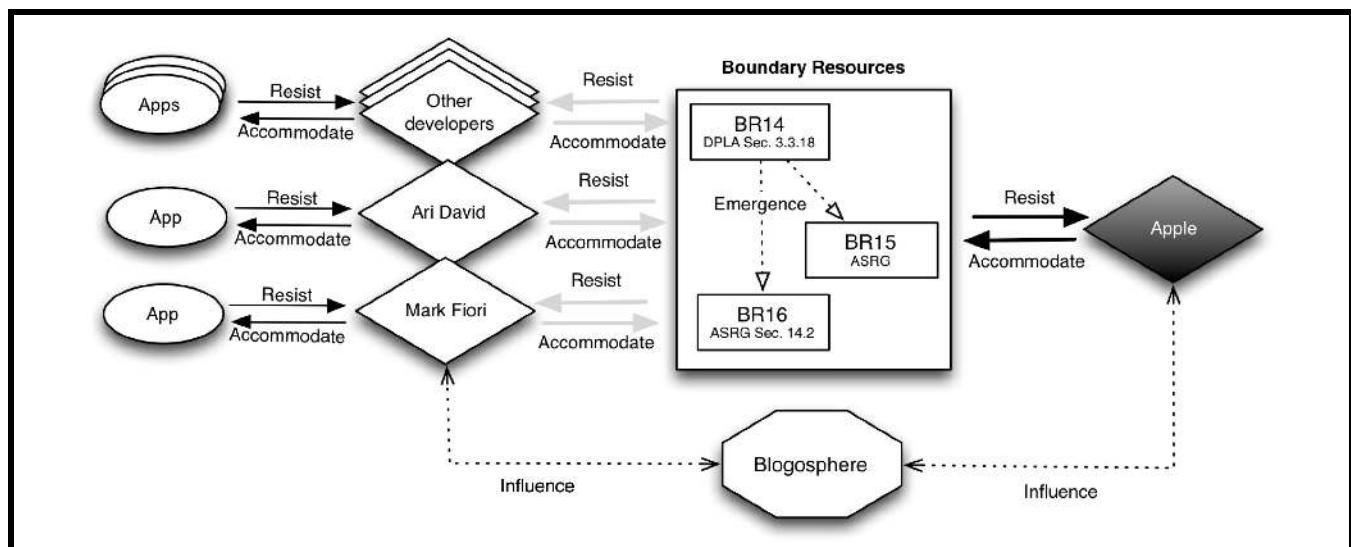 Boundary Resources
Apps
Resist
Accommodate
Other
developers
Resist
Accommodate
BR14
DPLA Sec. 3.3.18
Emergence
BR15
ASRG
BR16
ASRG Sec. 14.2
Resist
Accommodate
Apple
App
Resist
Accommodate
Ari David
Resist
Accommodate
App
Resist
Accommodate
Mark Fiori
Resist
Accommodate
Blogosphere
Influence
Influence